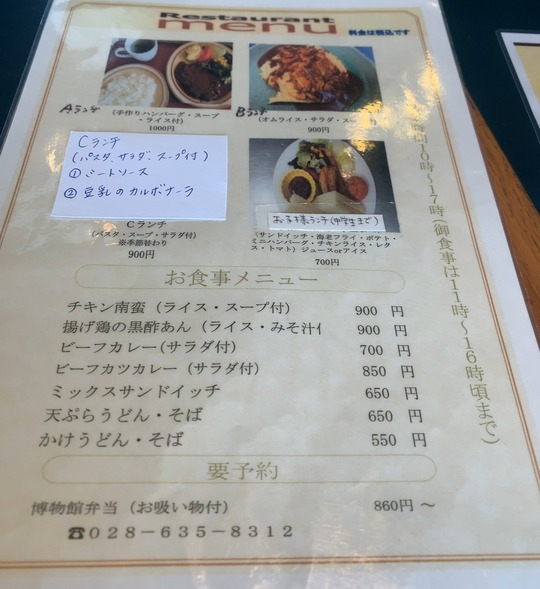 Restaurant
menu
料金は税込です
Aランチ
(手作りハンバーグ・スープ
・ライス付)
1000円
Bランチ
(オムライス・サラダ・スープ付)
900円
Cランチ
(パスタ、サラダ、スープ付)
① ミートソース
② 豆乳のカルボナーラ
Cランチ
(パスタ・スープ・サラダ付)
※季節替わり
900円
お子様ランチ(中学生まで)
(サンドイッチ・海老フライ・ポテト・
ミニハンバーグ・チキンライス・レタ
ス・トマト) ジュースorアイス
700円
お食事メニュー
チキン南蛮 (ライス・スープ付) 900 円
揚げ鶏の黒酢あん (ライス・みそ汁付 900 円
ビーフカレー(サラダ付) 700 円
ビーフカツカレー (サラダ付) 850 円
ミックスサンドイッチ 650 円
天ぷらうどん・そば 650 円
かけうどん・そば 550 円
要予約
博物館弁当 (お吸い物付) 860円 ～
☎028-635-8312
時～17時(御食事は11時～16時頃まで)